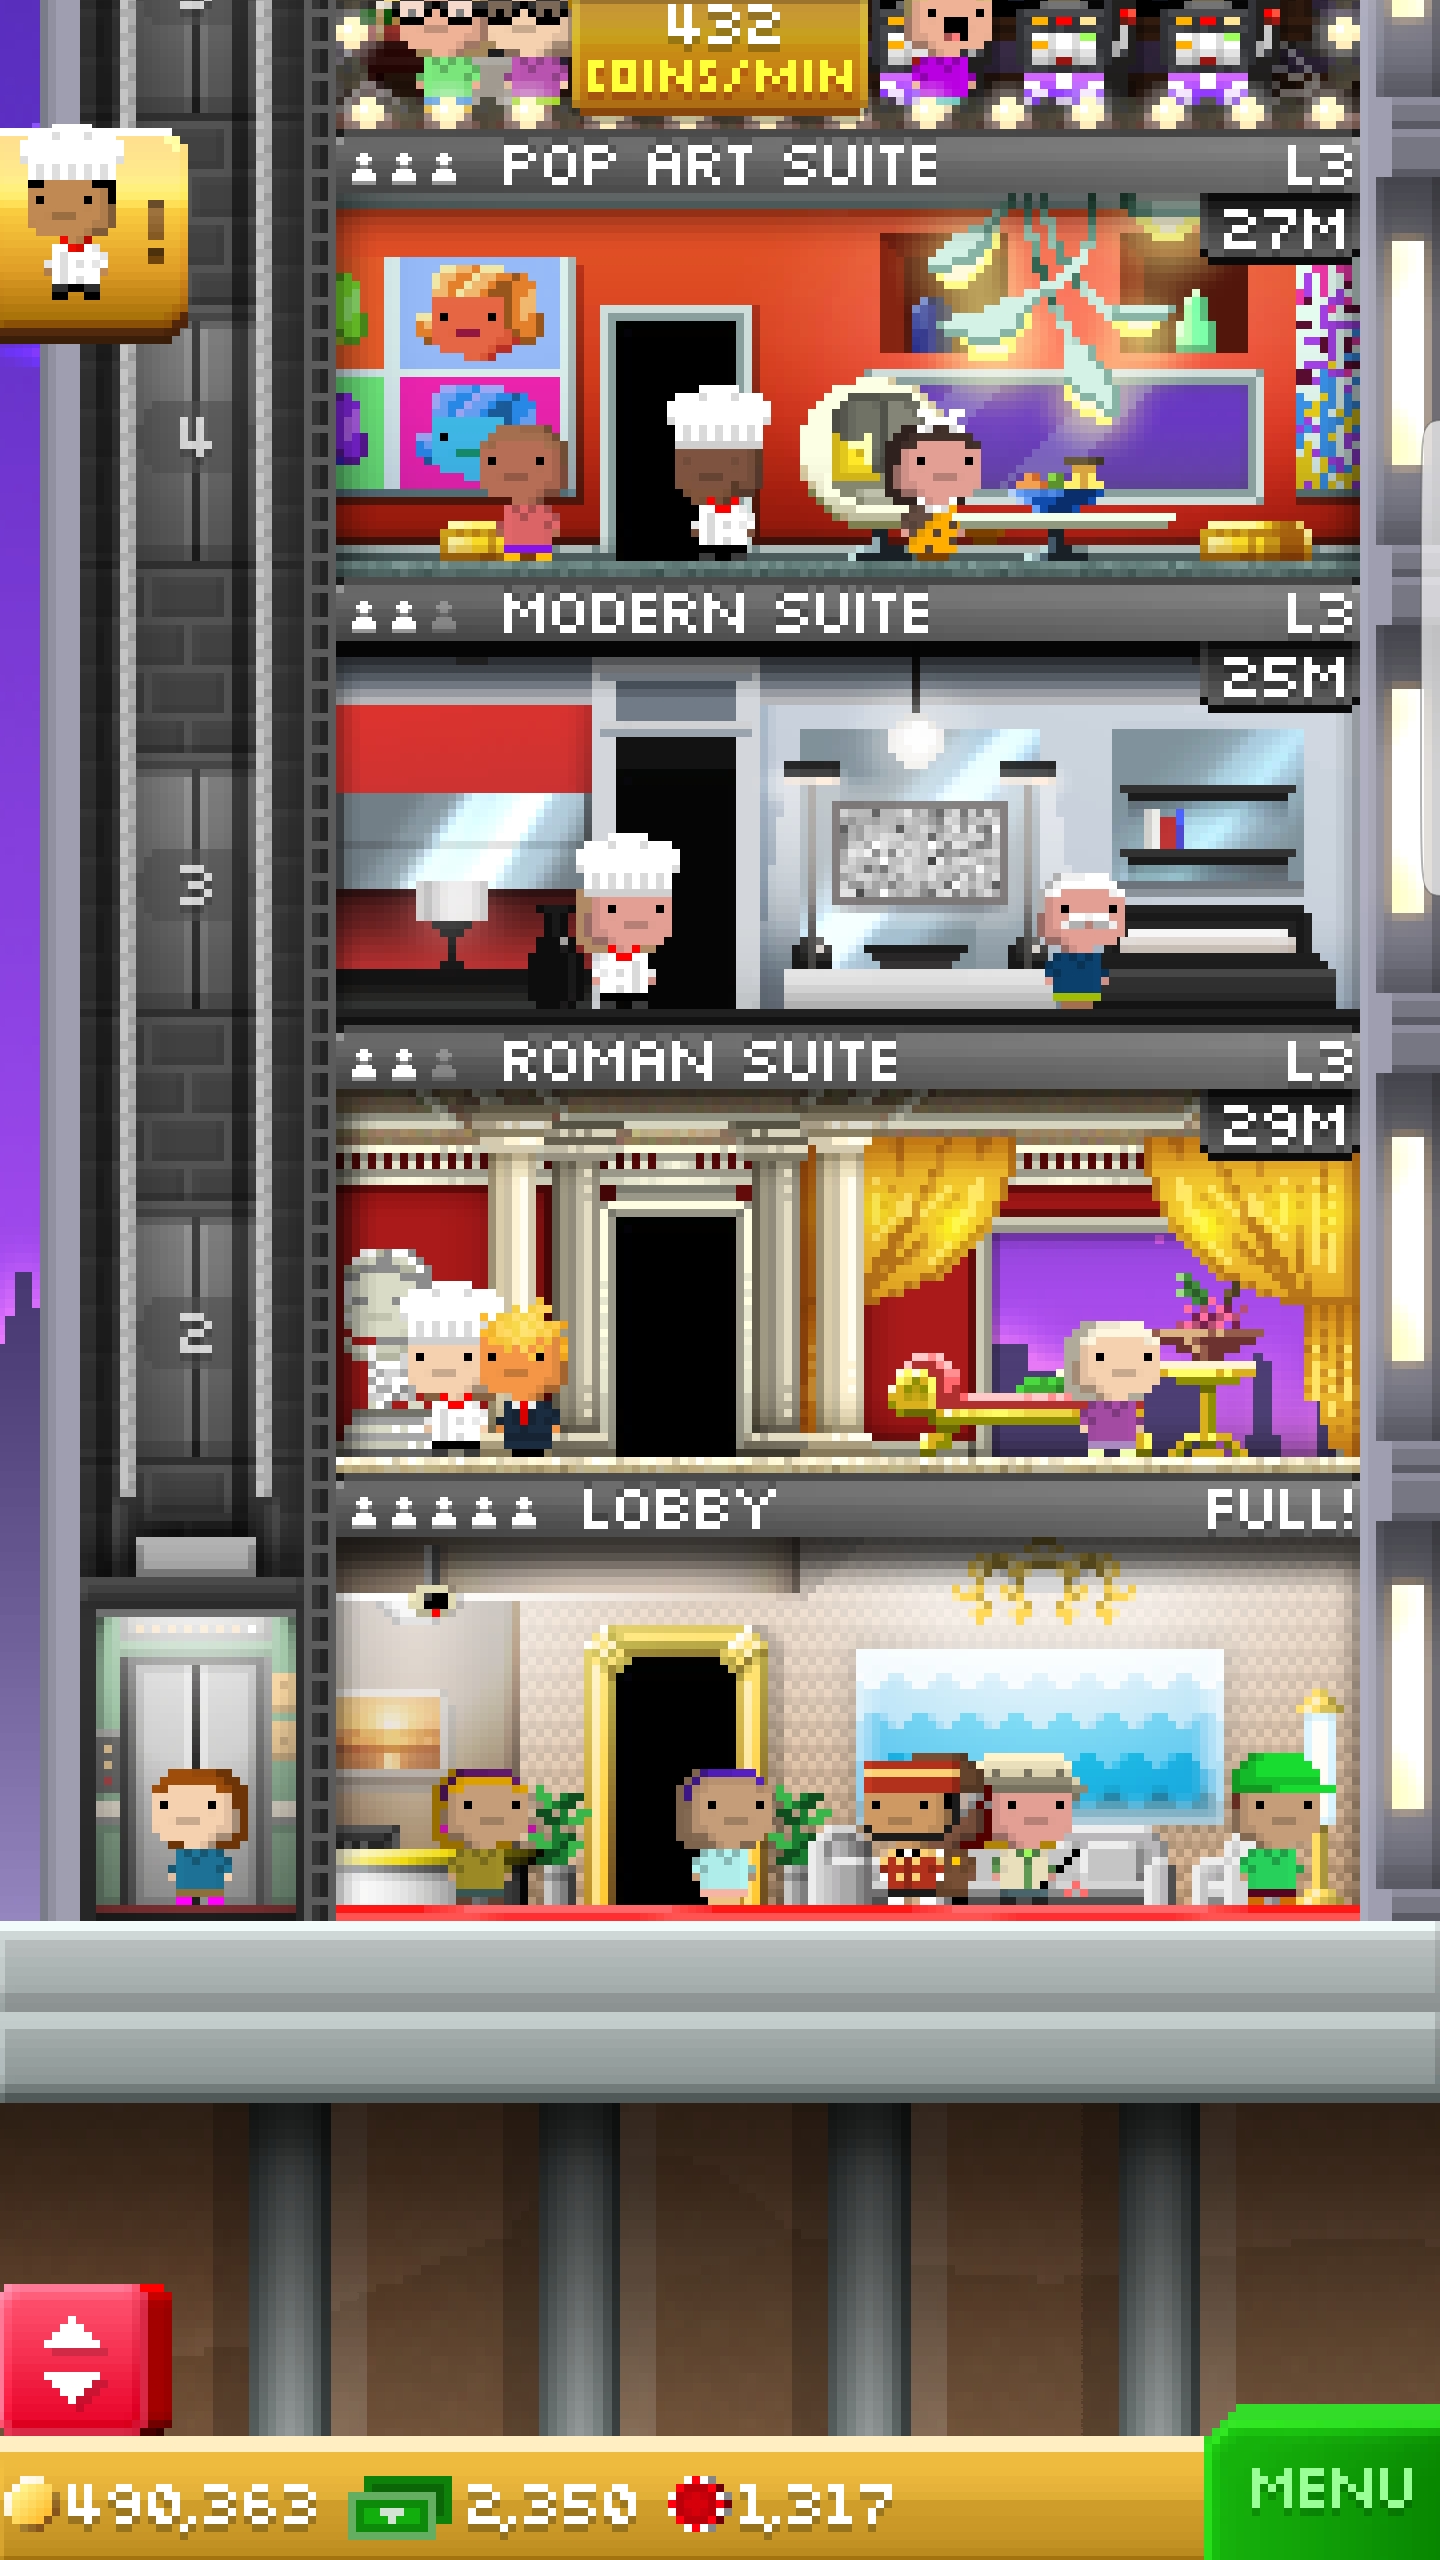 432
COINS/MIN
POP ART SUITE L3
27M
!
4
MODERN SUITE L3
25M
3
ROMAN SUITE L3
29M
2
LOBBY FULL!
MENU
490,363 2,350 1,317